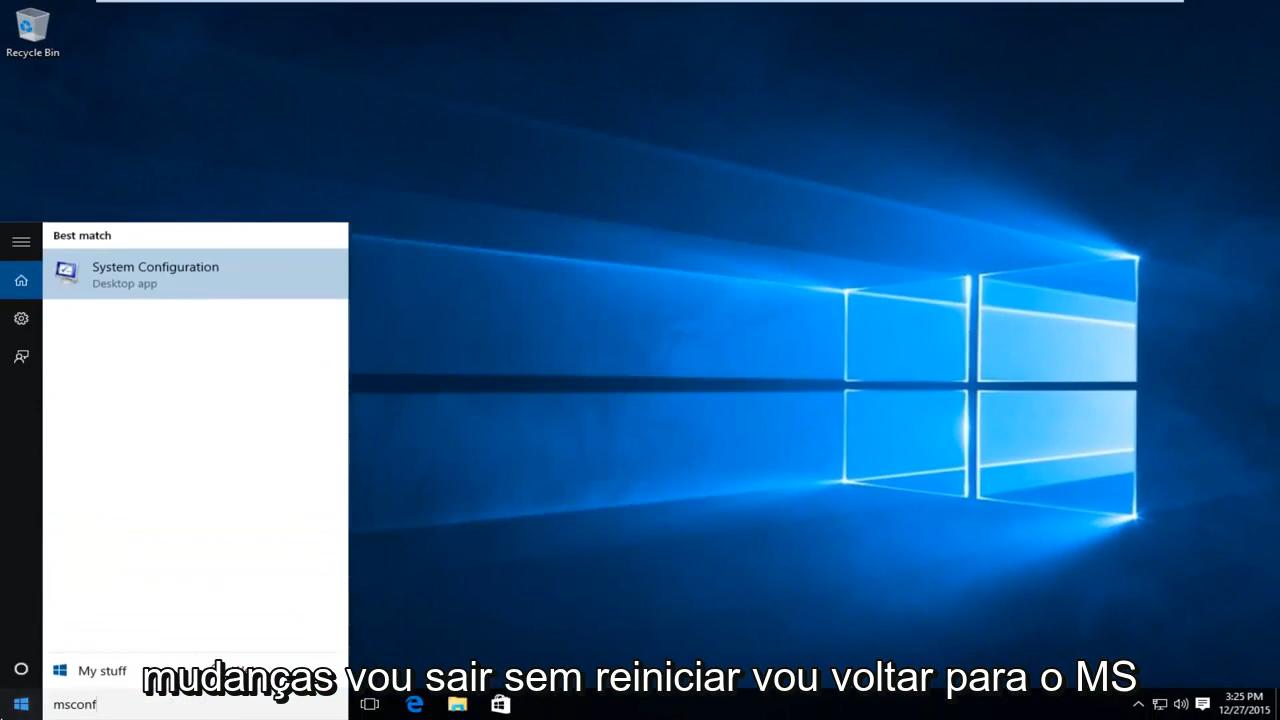 Recycle Bin
Best match
System Configuration
Desktop app
My stuff
mudanças vou sair sem reiniciar vou voltar para o MS
msconf
3:25 PM
12/27/2015